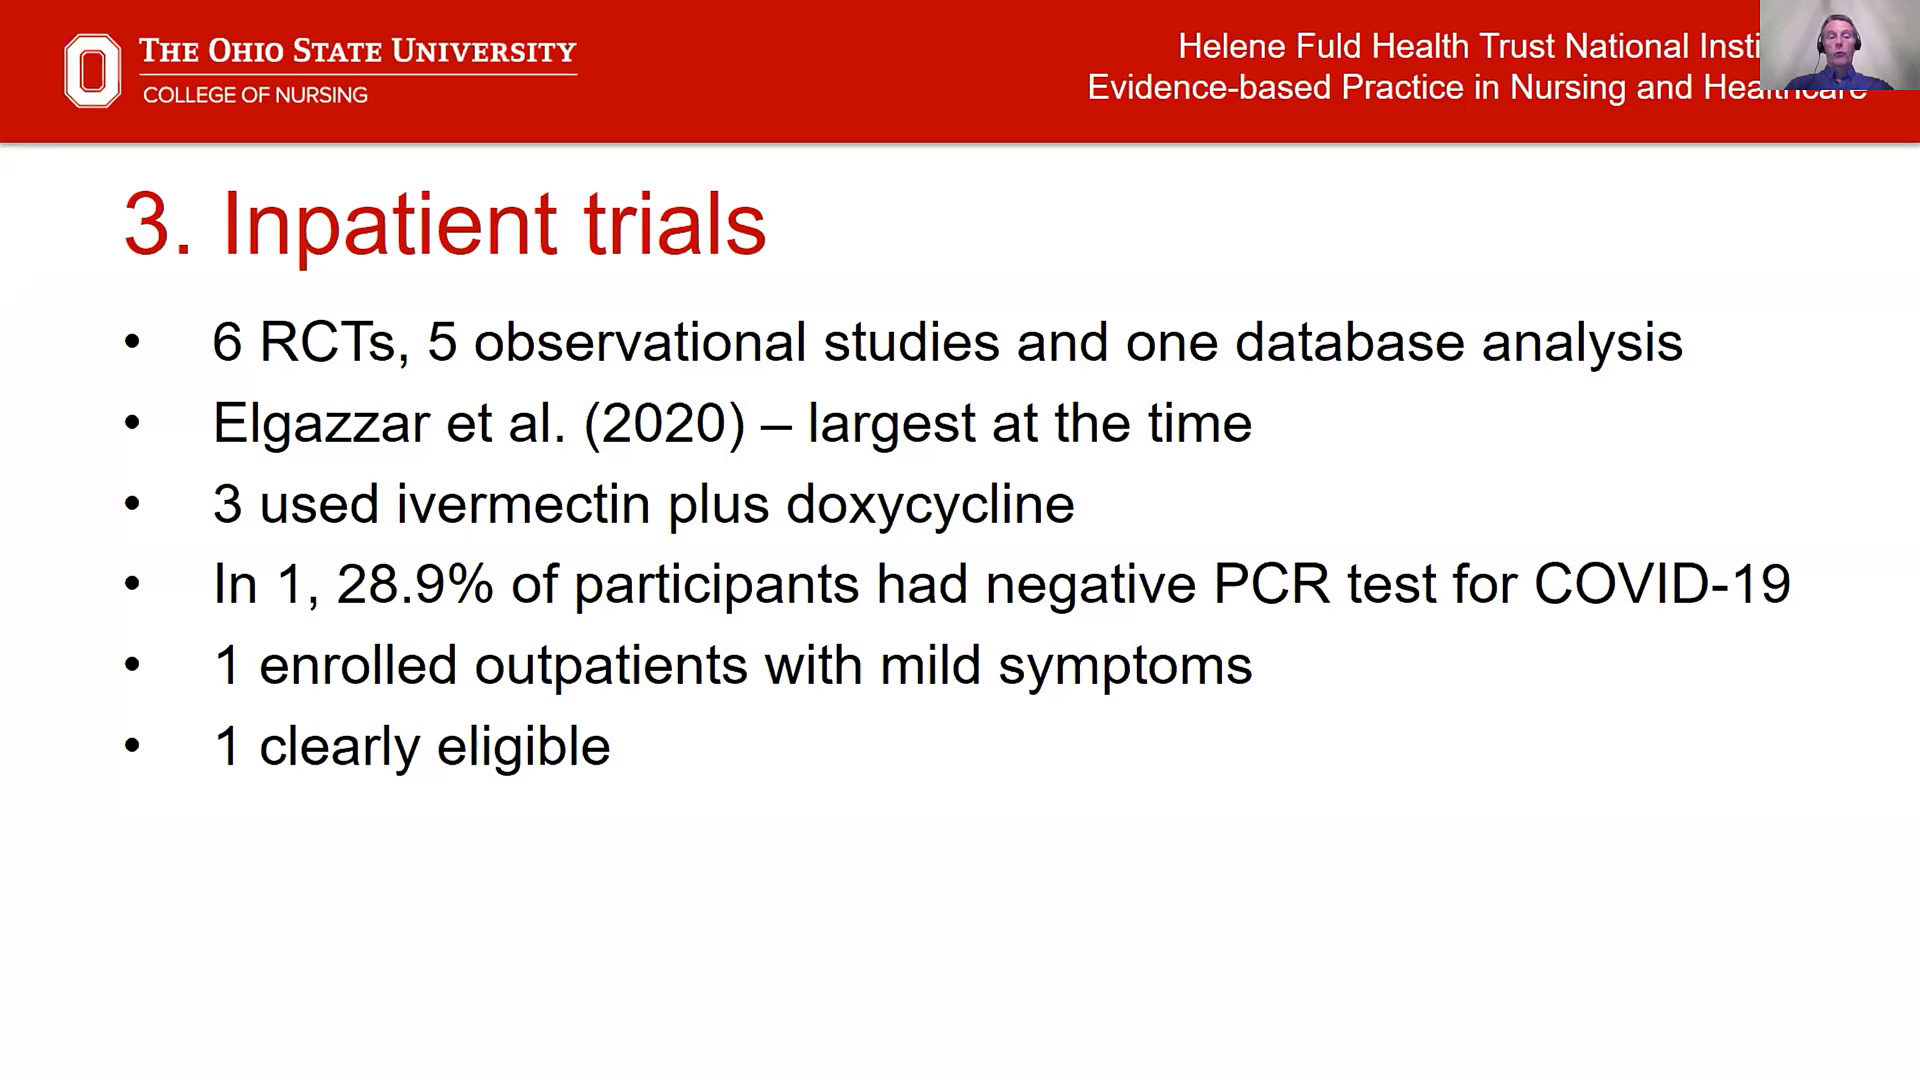 THE OHIO STATE UNIVERSITY
COLLEGE OF NURSING
Helene Fuld Health Trust National Insti
Evidence-based Practice in Nursing and Healthcare
3. Inpatient trials
• 6 RCTs, 5 observational studies and one database analysis
• Elgazzar et al. (2020) – largest at the time
• 3 used ivermectin plus doxycycline
• In 1, 28.9% of participants had negative PCR test for COVID-19
• 1 enrolled outpatients with mild symptoms
• 1 clearly eligible